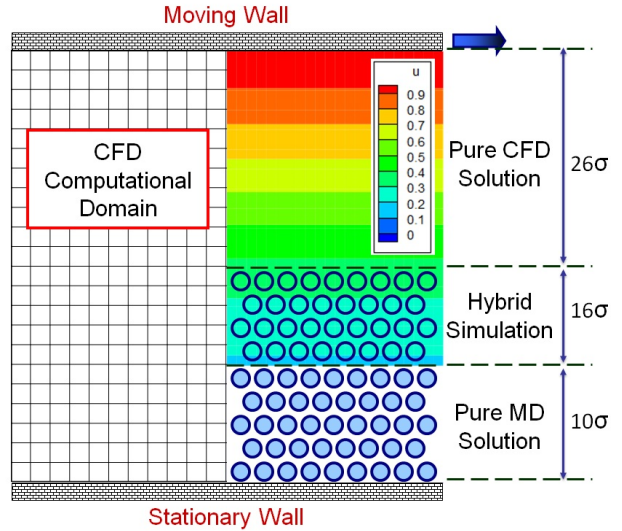 Moving Wall
u
0.9
0.8
0.7
0.6
0.5
0.4
0.3
0.2
0.1
0
CFD
Computational
Domain
Pure CFD
Solution
26σ
Hybrid
Simulation
16σ
Pure MD
Solution
10σ
Stationary Wall